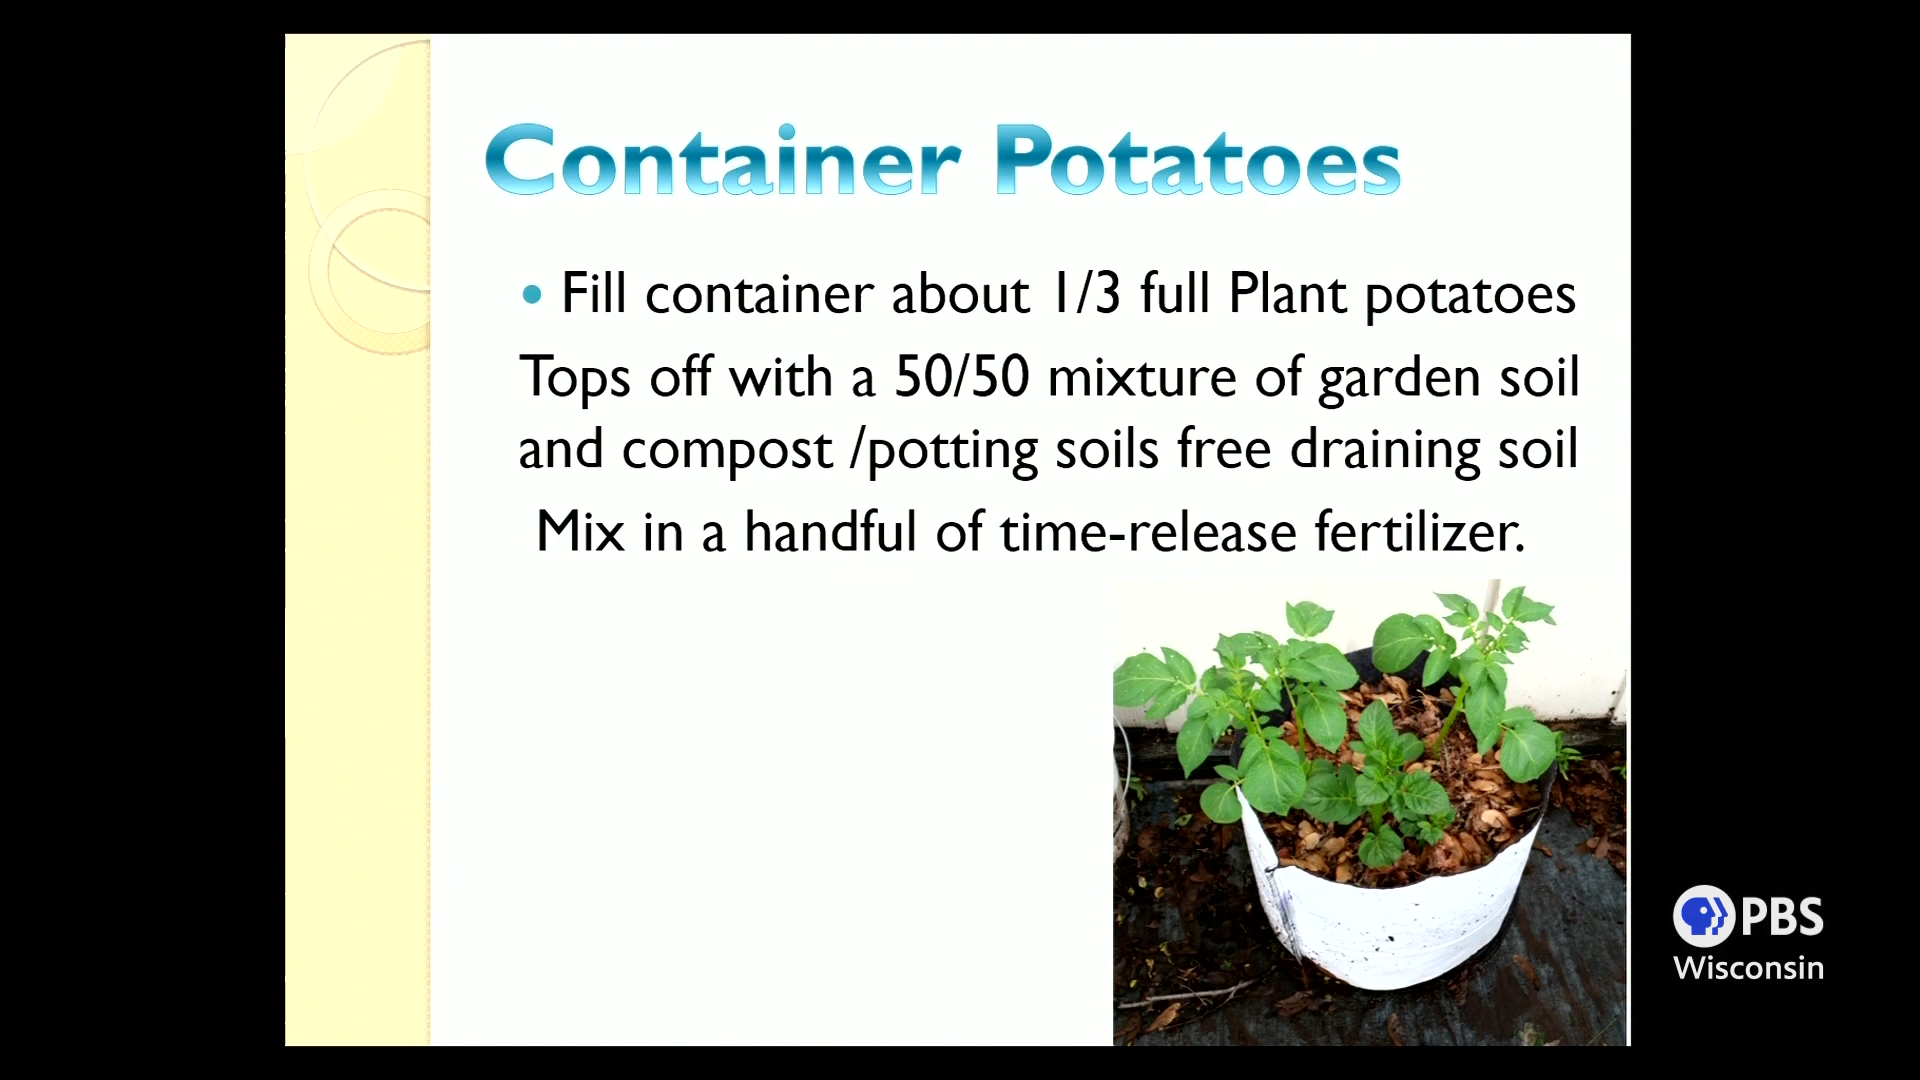 Container Potatoes
• Fill container about 1/3 full Plant potatoes
Tops off with a 50/50 mixture of garden soil
and compost /potting soils free draining soil
Mix in a handful of time-release fertilizer.
PBS
Wisconsin